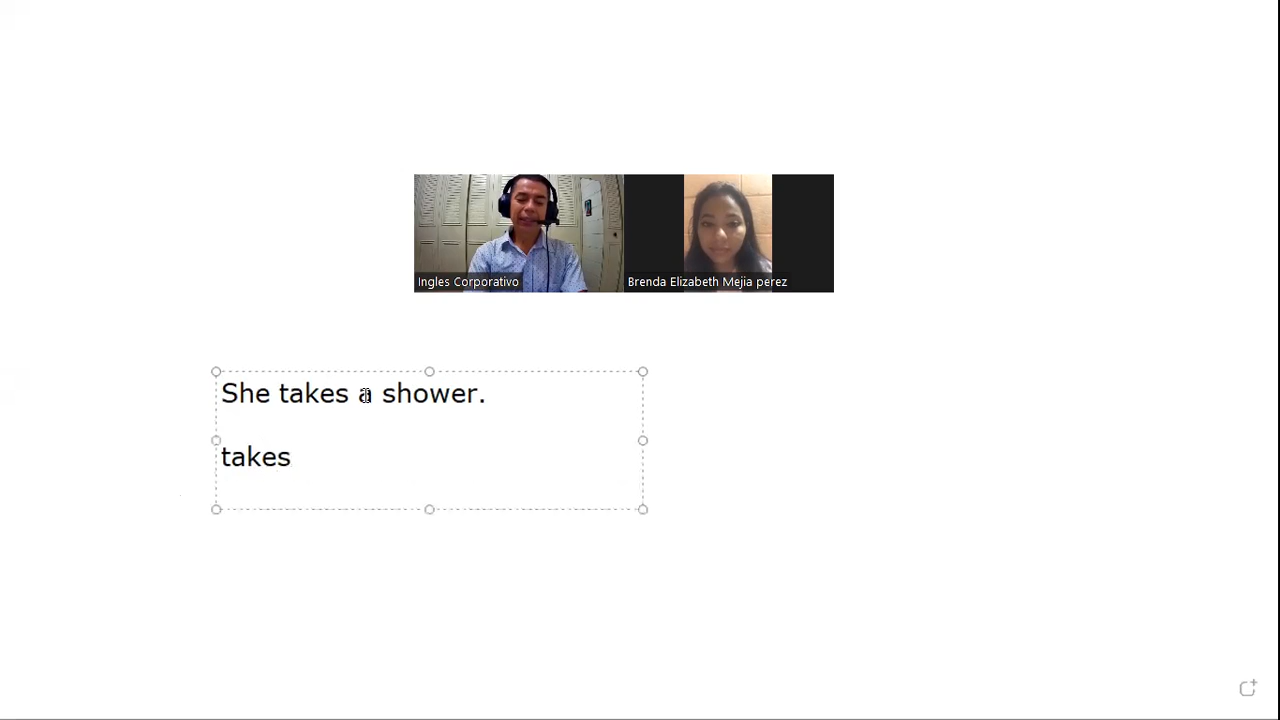 Ingles Corporativo
Brenda Elizabeth Mejia perez
She takes a shower.
takes